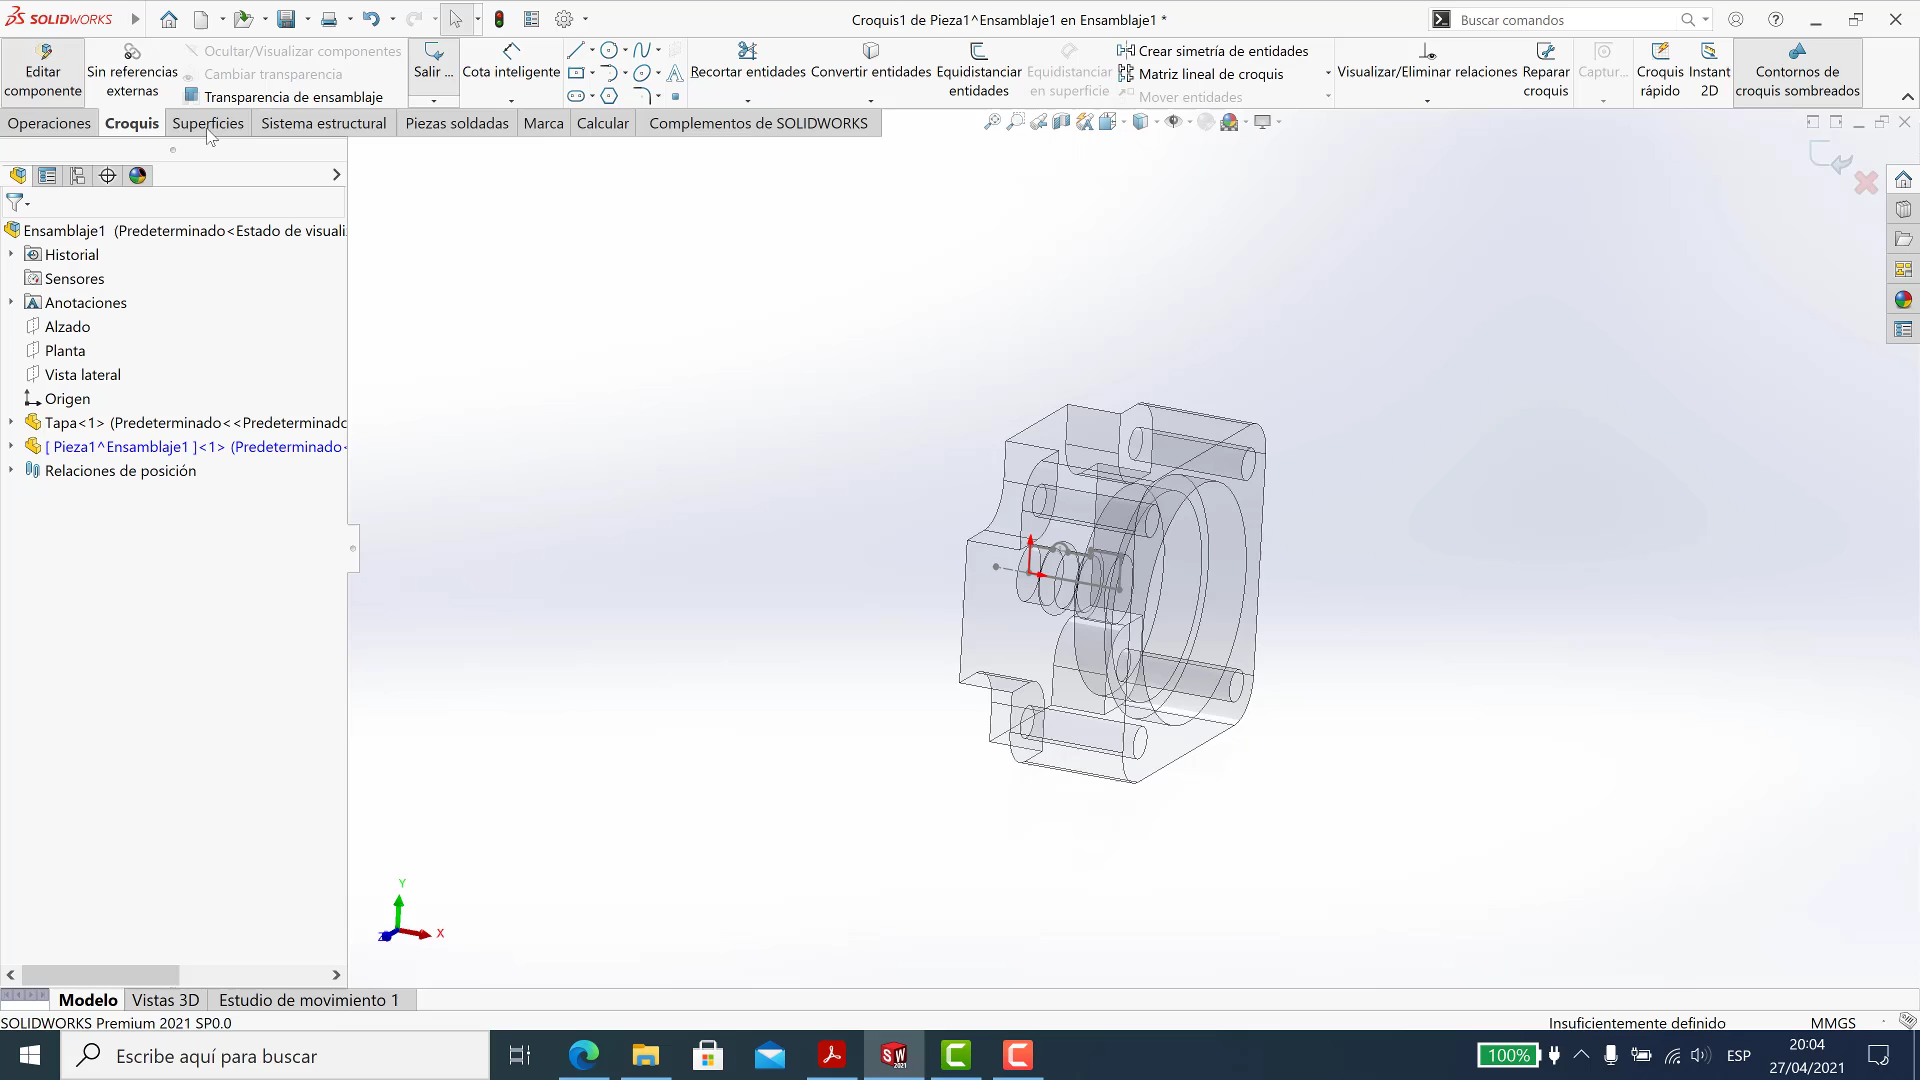 SOLIDWORKS
Croquis1 de Pieza1^Ensamblaje1 en Ensamblaje1 *
Buscar comandos
Editar componente
Sin referencias externas
Ocultar/Visualizar componentes
Cambiar transparencia
Transparencia de ensamblaje
Salir ...
Cota inteligente
Recortar entidades
Convertir entidades
Equidistanciar entidades
Equidistanciar en superficie
Crear simetría de entidades
Matriz lineal de croquis
Mover entidades
Visualizar/Eliminar relaciones
Reparar croquis
Captur...
Croquis rápido
Instant 2D
Contornos de croquis sombreados
Operaciones
Croquis
Superficies
Sistema estructural
Piezas soldadas
Marca
Calcular
Complementos de SOLIDWORKS
Ensamblaje1 (Predeterminado<Estado de visuali
Historial
Sensores
Anotaciones
Alzado
Planta
Vista lateral
Origen
Tapa<1> (Predeterminado<<Predeterminado
[ Pieza1^Ensamblaje1 ]<1> (Predeterminado<
Relaciones de posición
Y
X
Z
Modelo
Vistas 3D
Estudio de movimiento 1
SOLIDWORKS Premium 2021 SP0.0
Insuficientemente definido
MMGS
Escribe aquí para buscar
SW
2021
100%
ESP
20:04
27/04/2021